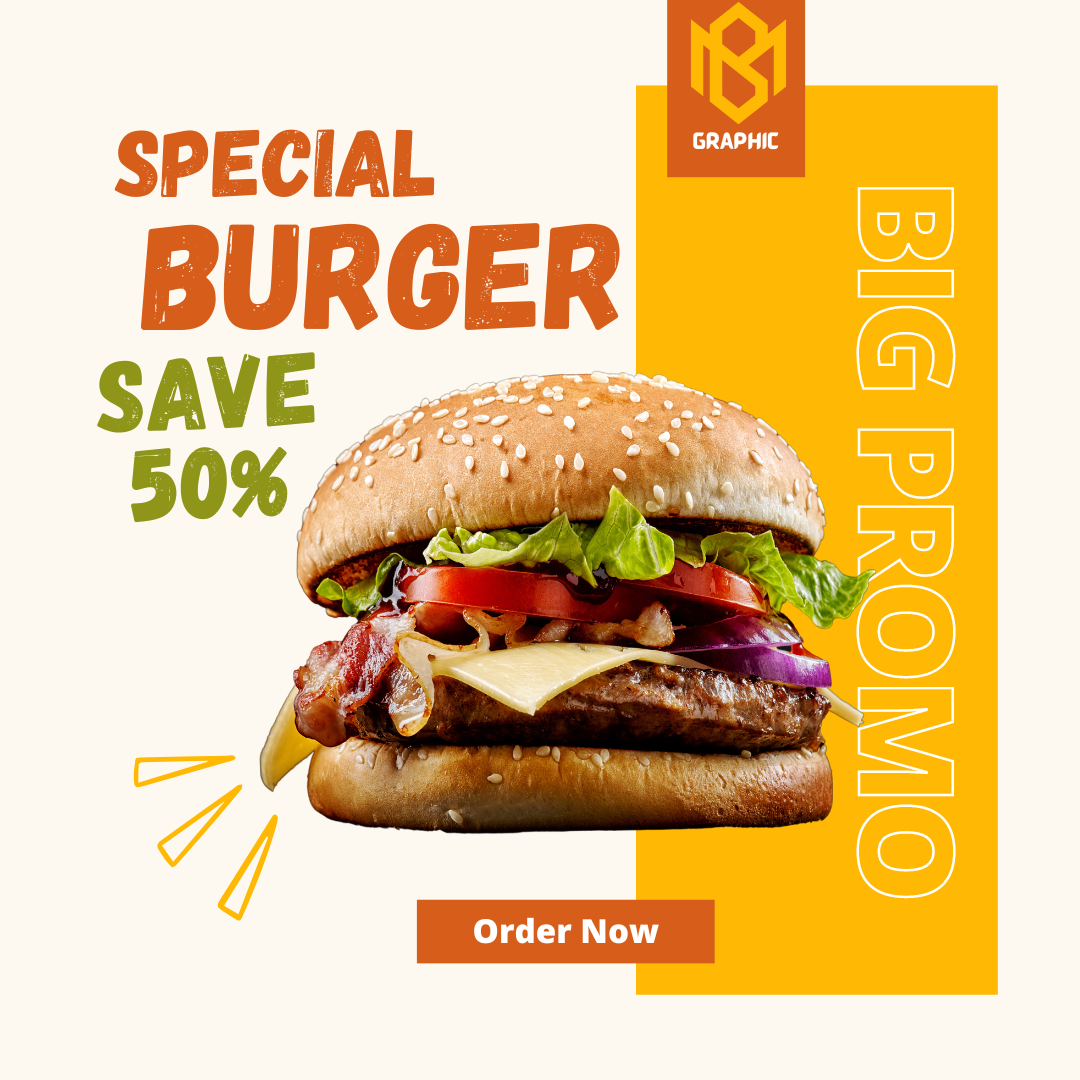 GRAPHIC
SPECIAL
BURGER
SAVE
50%
BIG PROMO
Order Now